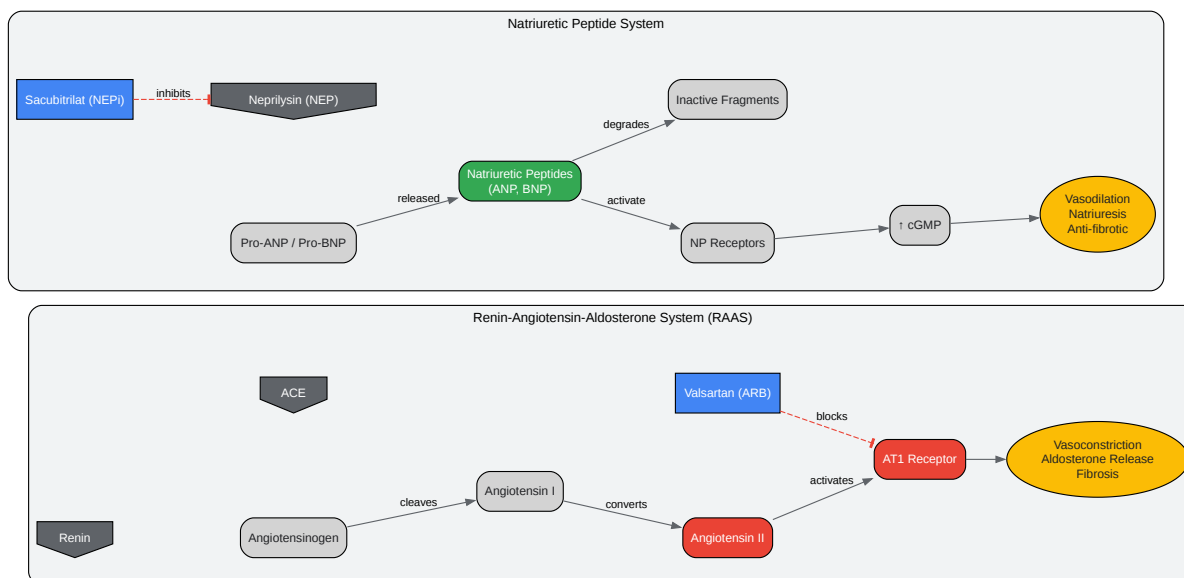 Natriuretic Peptide System
Sacubitrilat (NEPi)
inhibits
Neprilysin (NEP)
Inactive Fragments
degrades
Natriuretic Peptides
(ANP, BNP)
released
activate
Pro-ANP / Pro-BNP
NP Receptors
↑ cGMP
Vasodilation
Natriuresis
Anti-fibrotic
Renin-Angiotensin-Aldosterone System (RAAS)
ACE
Valsartan (ARB)
blocks
AT1 Receptor
Vasoconstriction
Aldosterone Release
Fibrosis
activates
Angiotensin I
cleaves
converts
Renin
Angiotensinogen
Angiotensin II